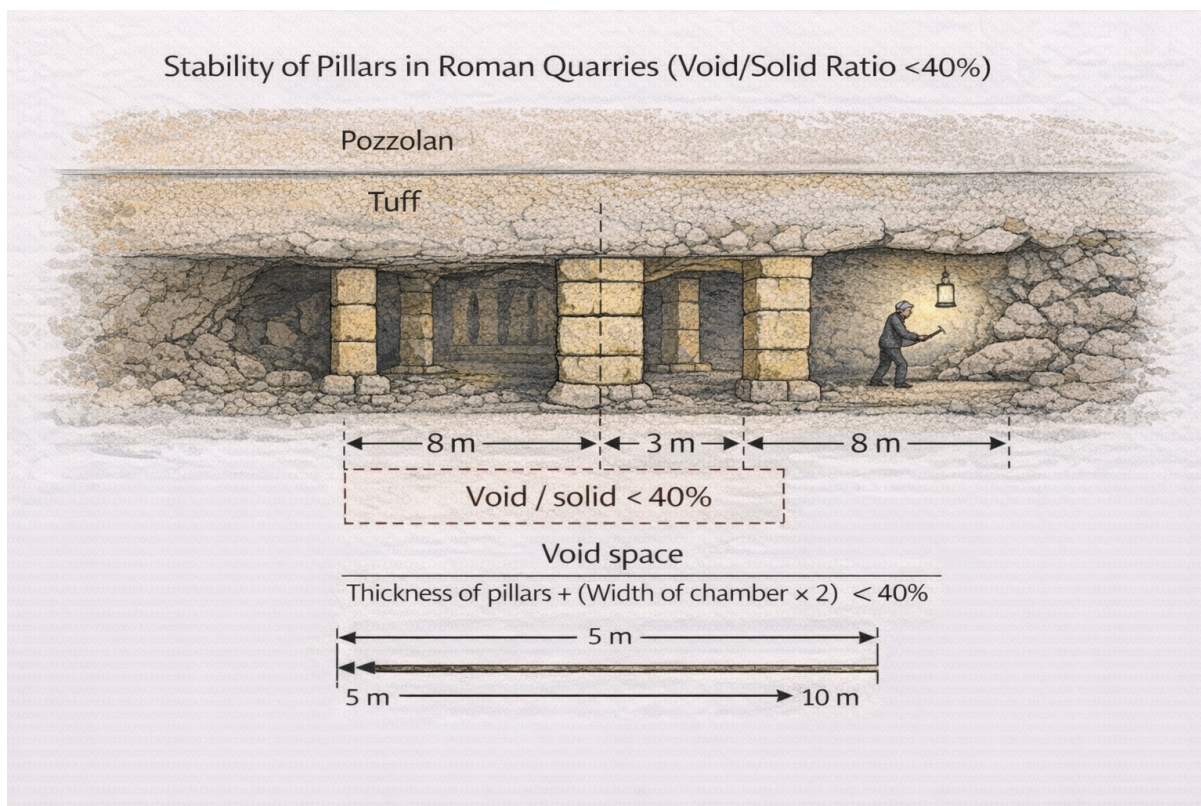 Stability of Pillars in Roman Quarries (Void/Solid Ratio <40%)
Pozzolan
Tuff
8 m 3 m 8 m
Void / solid < 40%
Void space
Thickness of pillars + (Width of chamber × 2) < 40%
5 m
5 m 10 m